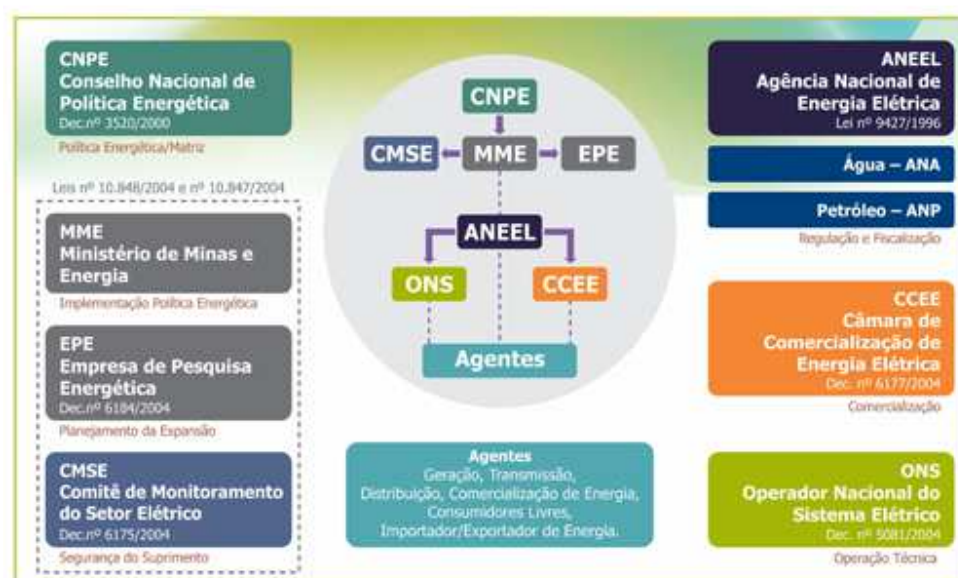 CNPE
Conselho Nacional de
Política Energética
Dec.nº 3520/2000
Política Energética/Matriz
Leis nº 10.848/2004 e nº 10.847/2004
MME
Ministério de Minas e
Energia
Implementação Política Energética
EPE
Empresa de Pesquisa
Energética
Dec.nº 6184/2004
Planejamento da Expansão
CMSE
Comitê de Monitoramento
do Setor Elétrico
Dec.nº 6175/2004
Segurança do Suprimento
CNPE
CMSE
MME
EPE
ANEEL
ONS
CCEE
Agentes
Agentes
Geração, Transmissão,
Distribuição, Comercialização de Energia,
Consumidores Livres,
Importador/Exportador de Energia.
ANEEL
Agência Nacional de
Energia Elétrica
Lei nº 9427/1996
Água – ANA
Petróleo – ANP
Regulação e Fiscalização
CCEE
Câmara de
Comercialização de
Energia Elétrica
Dec. nº 6177/2004
Comercialização
ONS
Operador Nacional do
Sistema Elétrico
Dec. nº 5081/2004
Operação Técnica